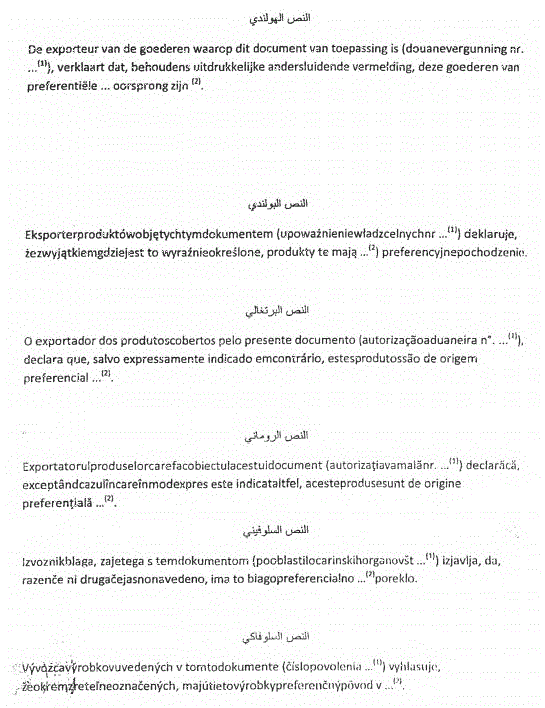 النص الهولندي
De exporteur van de goederen waarop dit document van toepassing is (douanevergunning nr.
...(1)), verklaart dat, behoudens uitdrukkelijke andersluidende vermelding, deze goederen van
preferentiële ... oorsprong zijn (2).
النص البولندي
Eksporterproduktówobjętychtymdokumentem (upoważnieniewładzcelnychnr ...(1)) deklaruje,
żezwyjątkiemgdziejest to wyraźnieokreślone, produkty te mają ...(2) preferencyjnepochodzenie.
النص البرتغالي
O exportador dos produtoscobertos pelo presente documento (autorizaçãoaduaneira n°. ...(1)),
declara que, salvo expressamente indicado emcontrário, estesprodutossão de origem
preferencial ...(2).
النص الروماني
Exportatorulproduselorcarefacobiectulacestuidocument (autorizaţiavamalănr. ...(1)) declarăcă,
exceptândcazulîncareînmodexpres este indicataltfel, acesteprodusesunt de origine
preferenţială ...(2).
النص السلوفيني
Izvoznikblaga, zajetega s temdokumentom (pooblastilocarinskihorganovšt ...(1)) izjavlja, da,
razenče ni drugačejasnonavedeno, ima to blagopreferencialno ...(2)poreklo.
النص السلوفاكي
Vývozcavýrobkovuvedených v tomtodokumente (číslopovolenia ...(1)) vyhlasuje,
žeokremzreteľneoznačených, majútietovýrobkypreferenčnýpôvod v ...(2).